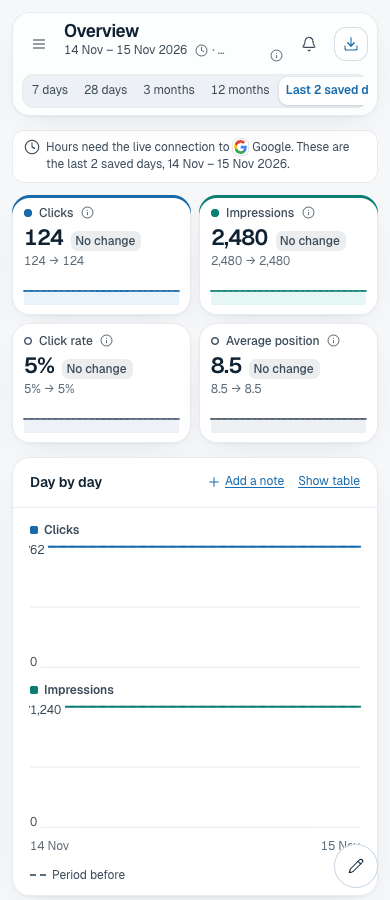 Overview
14 Nov – 15 Nov 2026 · ...
7 days 28 days 3 months 12 months Last 2 saved d
Hours need the live connection to Google. These are
the last 2 saved days, 14 Nov – 15 Nov 2026.
Clicks
124 No change
124 → 124
Impressions
2,480 No change
2,480 → 2,480
Click rate
5% No change
5% → 5%
Average position
8.5 No change
8.5 → 8.5
Day by day
Add a note Show table
Clicks
62
0
Impressions
1,240
0
14 Nov 15 Nov
Period before